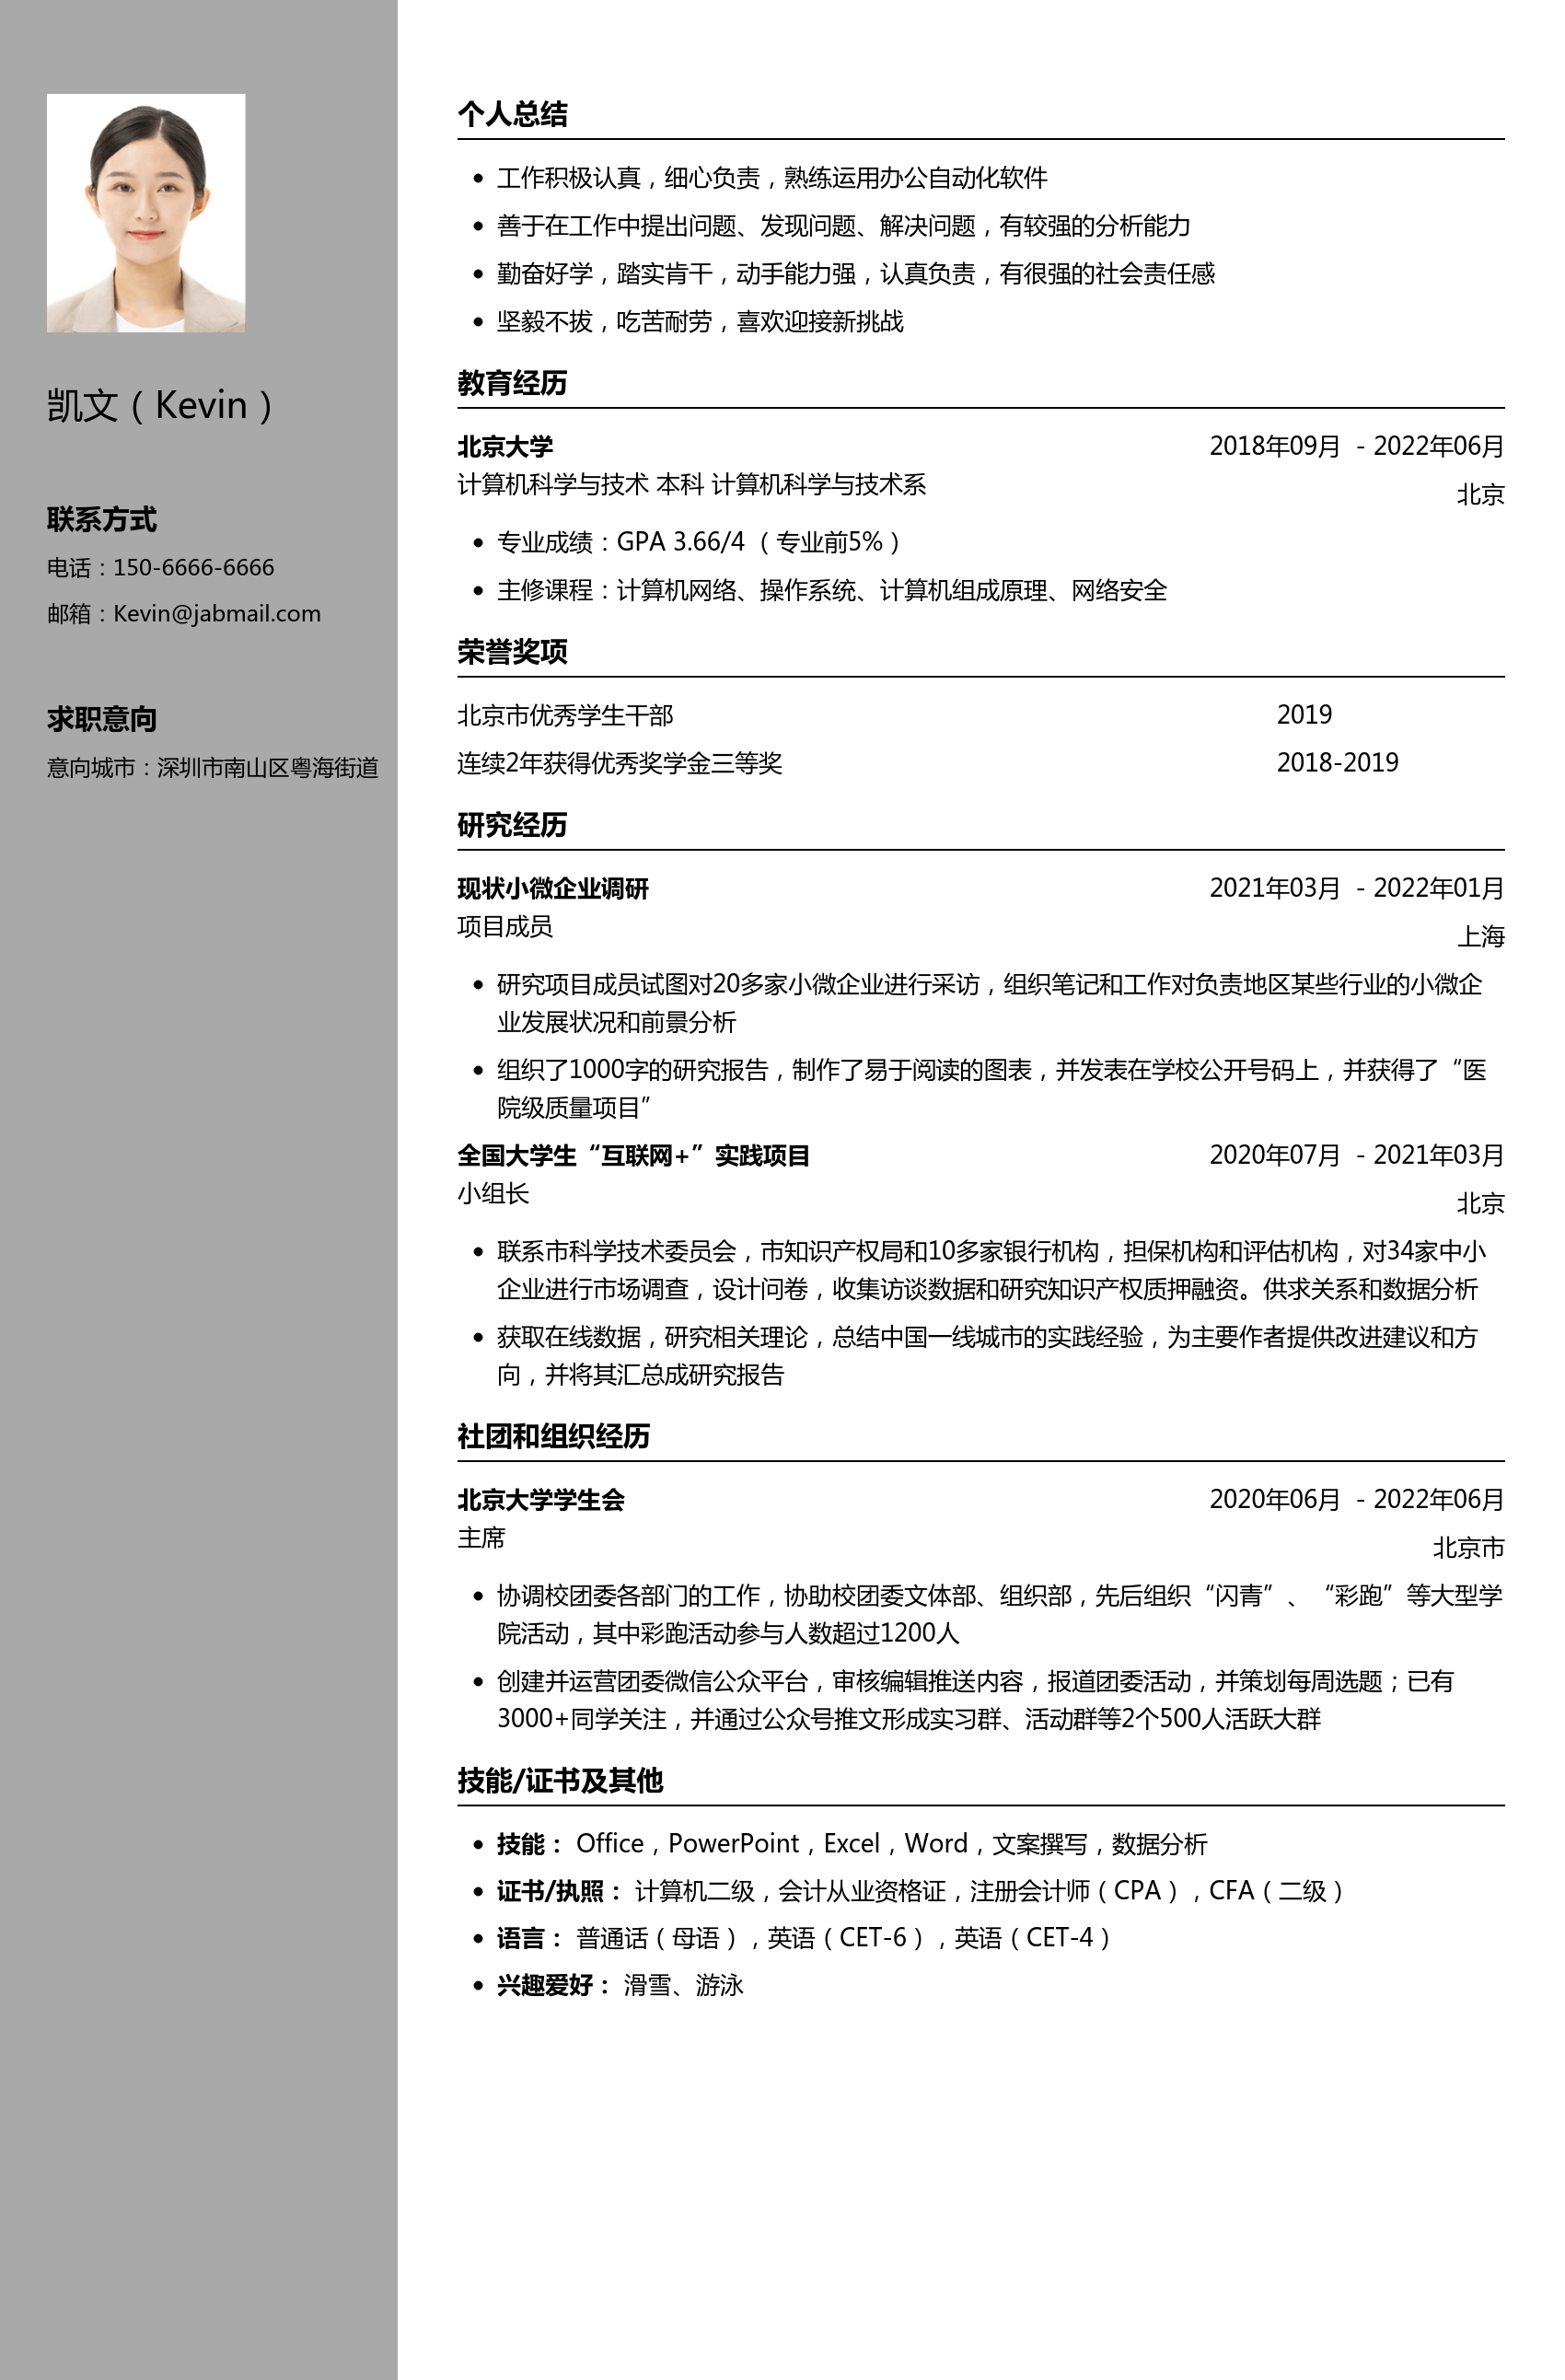 凯文（Kevin）
联系方式
电话：150-6666-6666
邮箱：Kevin@jabmail.com
求职意向
意向城市：深圳市南山区粤海街道
个人总结
工作积极认真，细心负责，熟练运用办公自动化软件
善于在工作中提出问题、发现问题、解决问题，有较强的分析能力
勤奋好学，踏实肯干，动手能力强，认真负责，有很强的社会责任感
坚毅不拔，吃苦耐劳，喜欢迎接新挑战
教育经历
北京大学 2018年09月 - 2022年06月
计算机科学与技术 本科 计算机科学与技术系 北京
专业成绩：GPA 3.66/4 （专业前5%）
主修课程：计算机网络、操作系统、计算机组成原理、网络安全
荣誉奖项
北京市优秀学生干部 2019
连续2年获得优秀奖学金三等奖 2018-2019
研究经历
现状小微企业调研 2021年03月 - 2022年01月
项目成员 上海
研究项目成员试图对20多家小微企业进行采访，组织笔记和工作对负责地区某些行业的小微企
业发展状况和前景分析
组织了1000字的研究报告，制作了易于阅读的图表，并发表在学校公开号码上，并获得了“医
院级质量项目”
全国大学生“互联网+”实践项目 2020年07月 - 2021年03月
小组长 北京
联系市科学技术委员会，市知识产权局和10多家银行机构，担保机构和评估机构，对34家中小
企业进行市场调查，设计问卷，收集访谈数据和研究知识产权质押融资。供求关系和数据分析
获取在线数据，研究相关理论，总结中国一线城市的实践经验，为主要作者提供改进建议和方
向，并将其汇总成研究报告
社团和组织经历
北京大学学生会 2020年06月 - 2022年06月
主席 北京市
协调校团委各部门的工作，协助校团委文体部、组织部，先后组织“闪青”、“彩跑”等大型学
院活动，其中彩跑活动参与人数超过1200人
创建并运营团委微信公众平台，审核编辑推送内容，报道团委活动，并策划每周选题；已有
3000+同学关注，并通过公众号推文形成实习群、活动群等2个500人活跃大群
技能/证书及其他
技能： Office，PowerPoint，Excel，Word，文案撰写，数据分析
证书/执照： 计算机二级，会计从业资格证，注册会计师（CPA），CFA（二级）
语言： 普通话（母语），英语（CET-6），英语（CET-4）
兴趣爱好： 滑雪、游泳